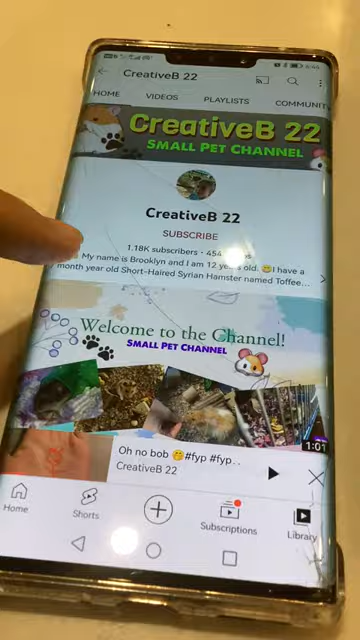 CreativeB 22
HOME VIDEOS PLAYLISTS COMMUNITY
CreativeB 22
SMALL PET CHANNEL
CreativeB 22
SUBSCRIBE
1.18K subscribers • 454
My name is Brooklyn and I am 12 years old. 😇I have a
month year old Short-Haired Syrian Hamster named Toffee...
Welcome to the Channel!
SMALL PET CHANNEL
1:01
Oh no bob 🤭#fyp #fyp..
CreativeB 22
Home
Shorts
Subscriptions
Library